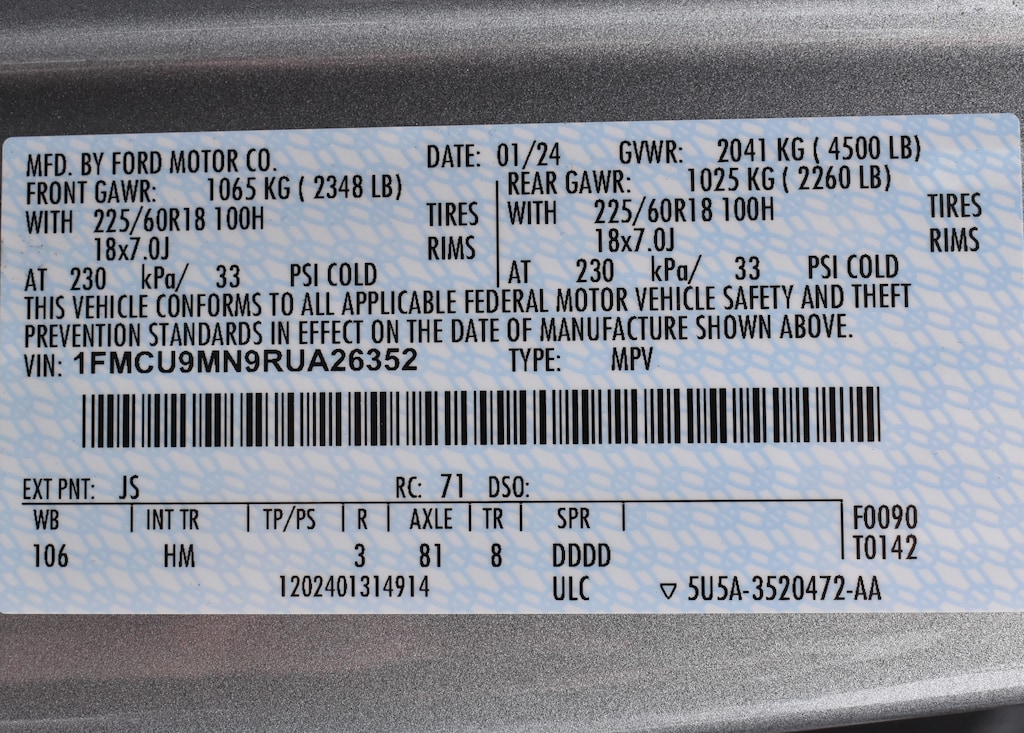 MFD. BY FORD MOTOR CO. DATE: 01/24 GVWR: 2041 KG ( 4500 LB)
FRONT GAWR: 1065 KG ( 2348 LB) REAR GAWR: 1025 KG ( 2260 LB)
WITH 225/60R18 100H TIRES WITH 225/60R18 100H TIRES
18x7.0J RIMS 18x7.0J RIMS
AT 230 kPa/ 33 PSI COLD AT 230 kPa/ 33 PSI COLD
THIS VEHICLE CONFORMS TO ALL APPLICABLE FEDERAL MOTOR VEHICLE SAFETY AND THEFT
PREVENTION STANDARDS IN EFFECT ON THE DATE OF MANUFACTURE SHOWN ABOVE.
VIN: 1FMCU9MN9RUA26352 TYPE: MPV
EXT PNT: JS RC: 71 DSO:
WB INT TR TP/PS R AXLE TR SPR F0090
106 HM 3 81 8 DDDD T0142
1202401314914 ULC ▽ 5U5A-3520472-AA